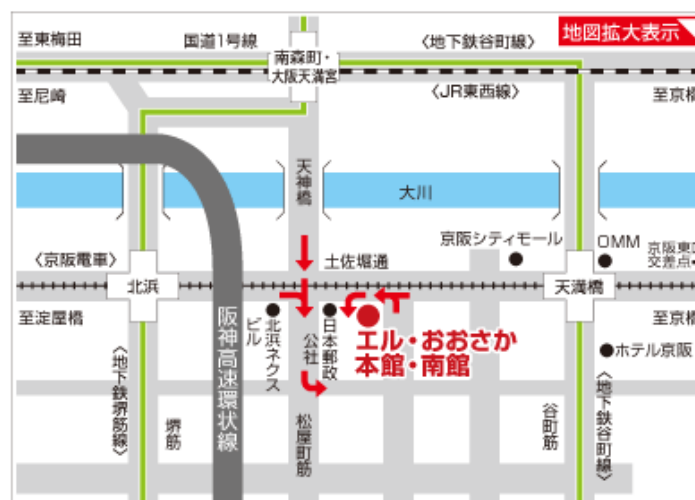 至東梅田
国道1号線
〈地下鉄谷町線〉
地図拡大表示
南森町・
大阪天満宮
至尼崎
〈JR東西線〉
至京橋
天神橋
大川
京阪シティモール
OMM
京阪東口
交差点
〈京阪電車〉
土佐堀通
北浜
天満橋
至淀屋橋
至京橋
阪神高速環状線
北浜ネクス
ビル
公社
日本郵政
エル・おおさか
本館・南館
ホテル京阪
〈地下鉄堺筋線〉
堺筋
松屋町筋
谷町筋
〈地下鉄谷町線〉